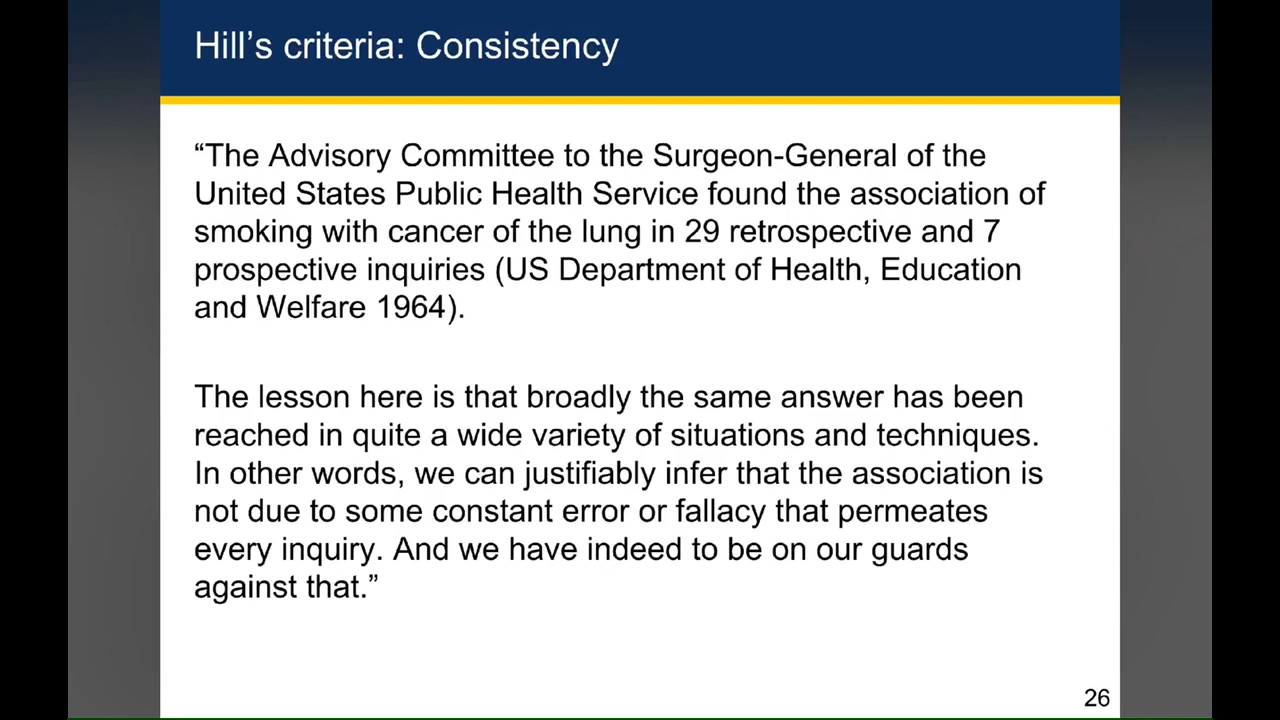 Hill’s criteria: Consistency
“The Advisory Committee to the Surgeon-General of the
United States Public Health Service found the association of
smoking with cancer of the lung in 29 retrospective and 7
prospective inquiries (US Department of Health, Education
and Welfare 1964).
The lesson here is that broadly the same answer has been
reached in quite a wide variety of situations and techniques.
In other words, we can justifiably infer that the association is
not due to some constant error or fallacy that permeates
every inquiry. And we have indeed to be on our guards
against that.”
26